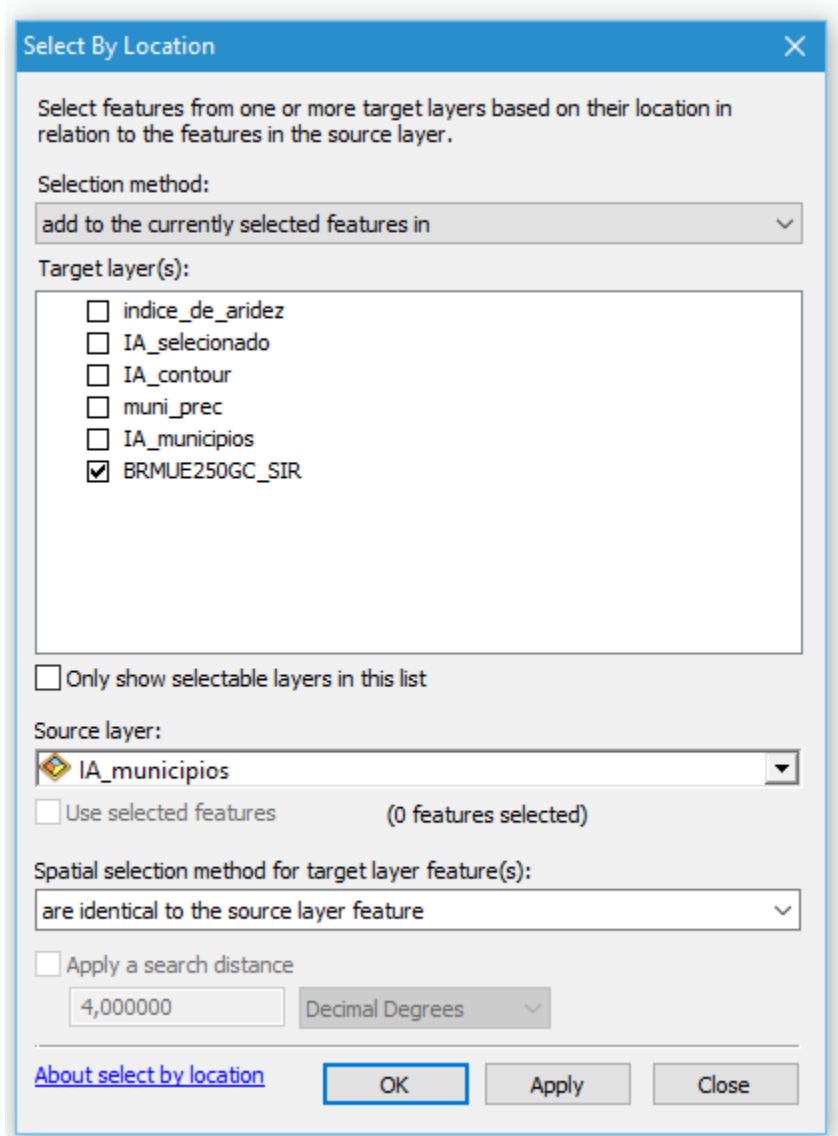 Select By Location
Select features from one or more target layers based on their location in
relation to the features in the source layer.
Selection method:
add to the currently selected features in
Target layer(s):
indice_de_aridez
IA_selecionado
IA_contour
muni_prec
IA_municipios
BRMUE250GC_SIR
Only show selectable layers in this list
Source layer:
IA_municipios
Use selected features (0 features selected)
Spatial selection method for target layer feature(s):
are identical to the source layer feature
Apply a search distance
4,000000 Decimal Degrees
About select by location OK Apply Close